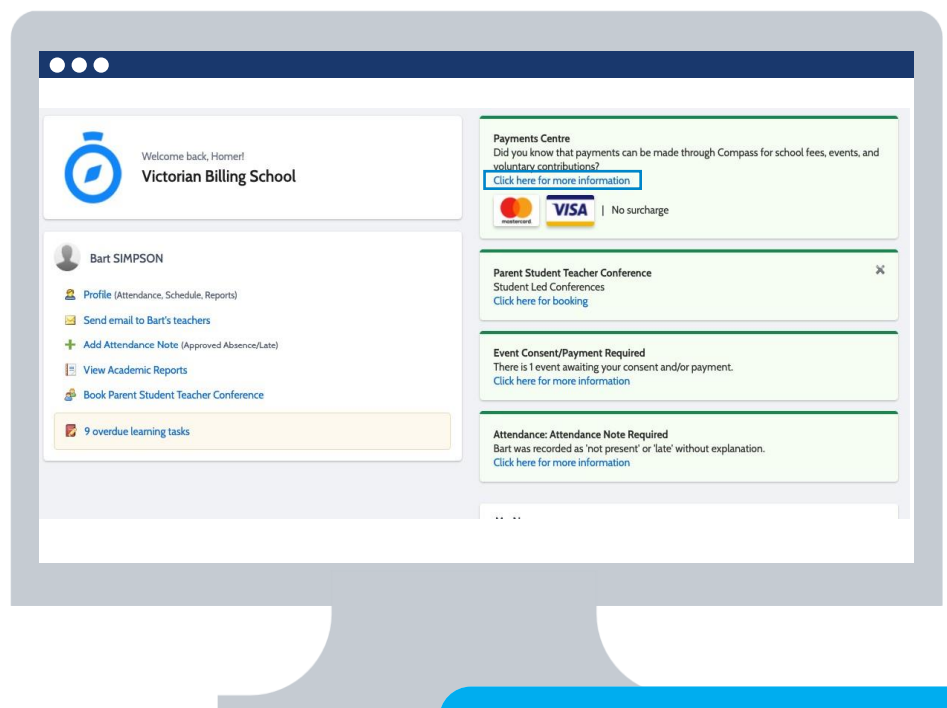 Welcome back, Homer!
Victorian Billing School
Bart SIMPSON
Profile (Attendance, Schedule, Reports)
Send email to Bart's teachers
Add Attendance Note (Approved Absence/Late)
View Academic Reports
Book Parent Student Teacher Conference
9 overdue learning tasks
Payments Centre
Did you know that payments can be made through Compass for school fees, events, and
voluntary contributions?
Click here for more information
mastercard VISA | No surcharge
Parent Student Teacher Conference
Student Led Conferences
Click here for booking
Event Consent/Payment Required
There is 1 event awaiting your consent and/or payment.
Click here for more information
Attendance: Attendance Note Required
Bart was recorded as 'not present' or 'late' without explanation.
Click here for more information